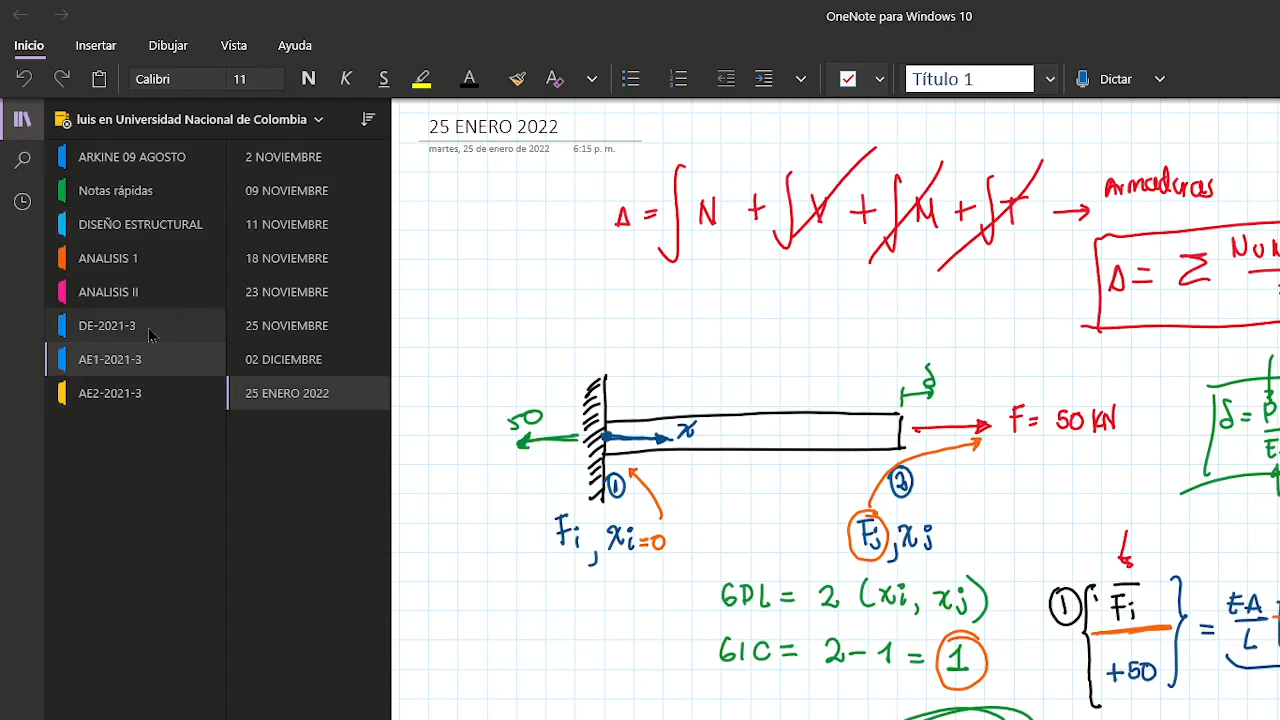 OneNote para Windows 10
Inicio Insertar Dibujar Vista Ayuda
Calibri 11 N K S A A Título 1 Dictar
luis en Universidad Nacional de Colombia
ARKINE 09 AGOSTO
Notas rápidas
DISEÑO ESTRUCTURAL
ANALISIS 1
ANALISIS II
DE-2021-3
AE1-2021-3
AE2-2021-3
2 NOVIEMBRE
09 NOVIEMBRE
11 NOVIEMBRE
18 NOVIEMBRE
23 NOVIEMBRE
25 NOVIEMBRE
02 DICIEMBRE
25 ENERO 2022
25 ENERO 2022
martes, 25 de enero de 2022 6:15 p. m.
Δ = ∫ N + ∫ V + ∫ M + ∫ T → Armaduras
Δ = Σ
δ
50 x F = 50 KN
δ =
① ②
Fi , xi = 0 Fj , xj
GDL = 2 (xi, xj)
GIC = 2 - 1 = 1
① Fi = EA
+50 L